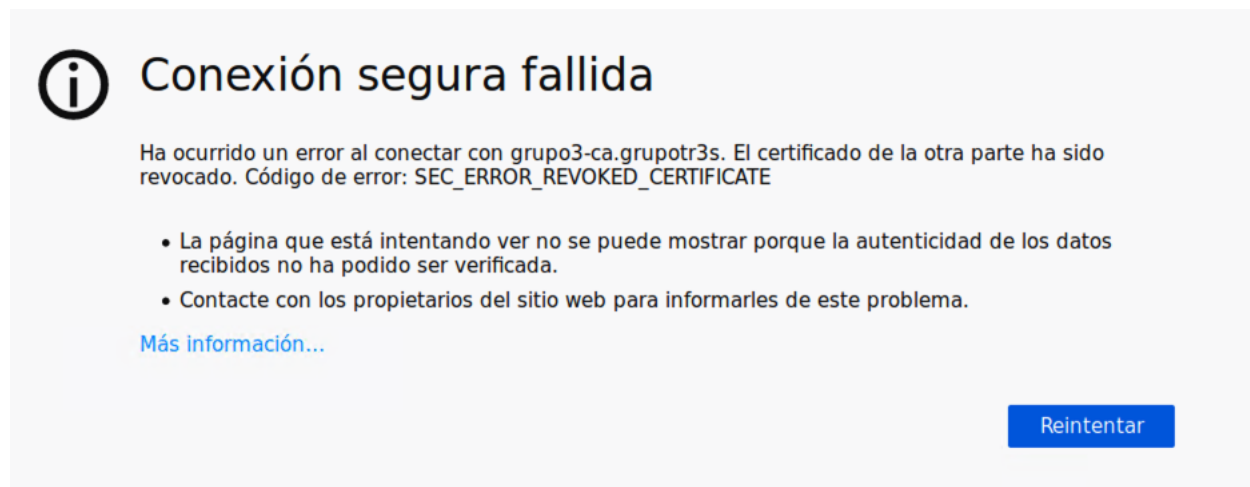 Conexión segura fallida
Ha ocurrido un error al conectar con grupo3-ca.grupotr3s. El certificado de la otra parte ha sido
revocado. Código de error: SEC_ERROR_REVOKED_CERTIFICATE
• La página que está intentando ver no se puede mostrar porque la autenticidad de los datos
recibidos no ha podido ser verificada.
• Contacte con los propietarios del sitio web para informarles de este problema.
Más información...
Reintentar